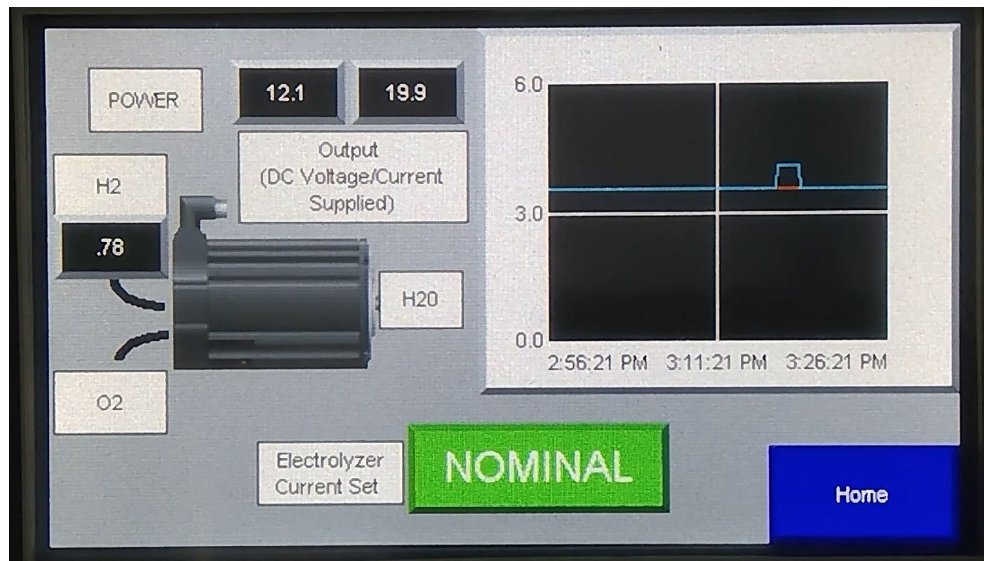 POWER
12.1
19.9
Output
(DC Voltage/Current
Supplied)
H2
.78
H20
O2
Electrolyzer
Current Set
NOMINAL
6.0
3.0
0.0
2:56:21 PM 3:11:21 PM 3:26:21 PM
Home